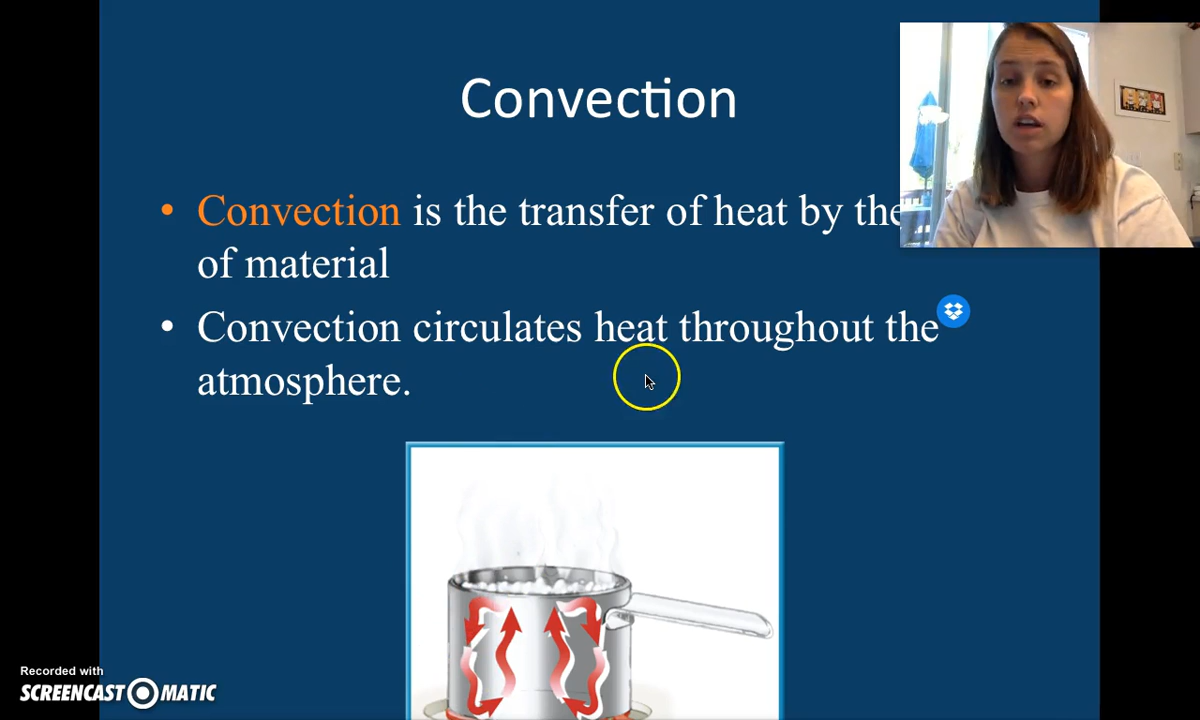 Convection
• Convection is the transfer of heat by the
of material
• Convection circulates heat throughout the
atmosphere.
Recorded with
SCREENCAST MATIC